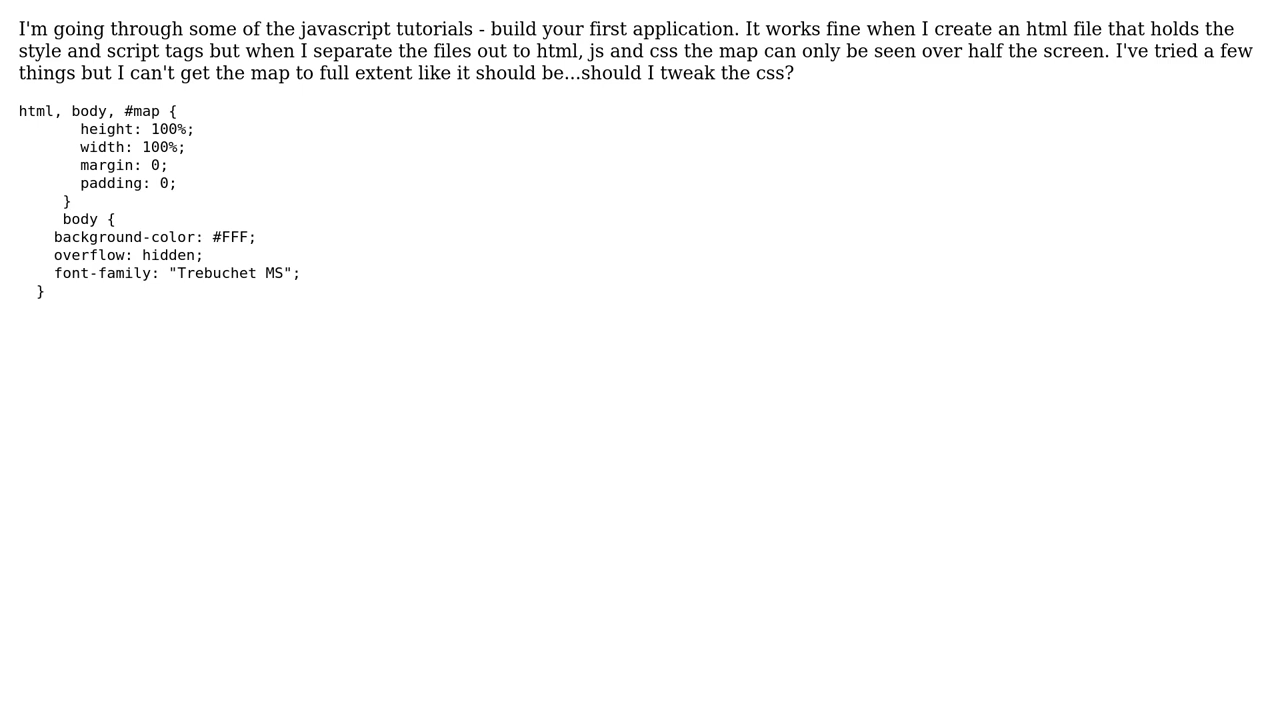 I'm going through some of the javascript tutorials - build your first application. It works fine when I create an html file that holds the
style and script tags but when I separate the files out to html, js and css the map can only be seen over half the screen. I've tried a few
things but I can't get the map to full extent like it should be...should I tweak the css?
html, body, #map {
height: 100%;
width: 100%;
margin: 0;
padding: 0;
}
body {
background-color: #FFF;
overflow: hidden;
font-family: "Trebuchet MS";
}